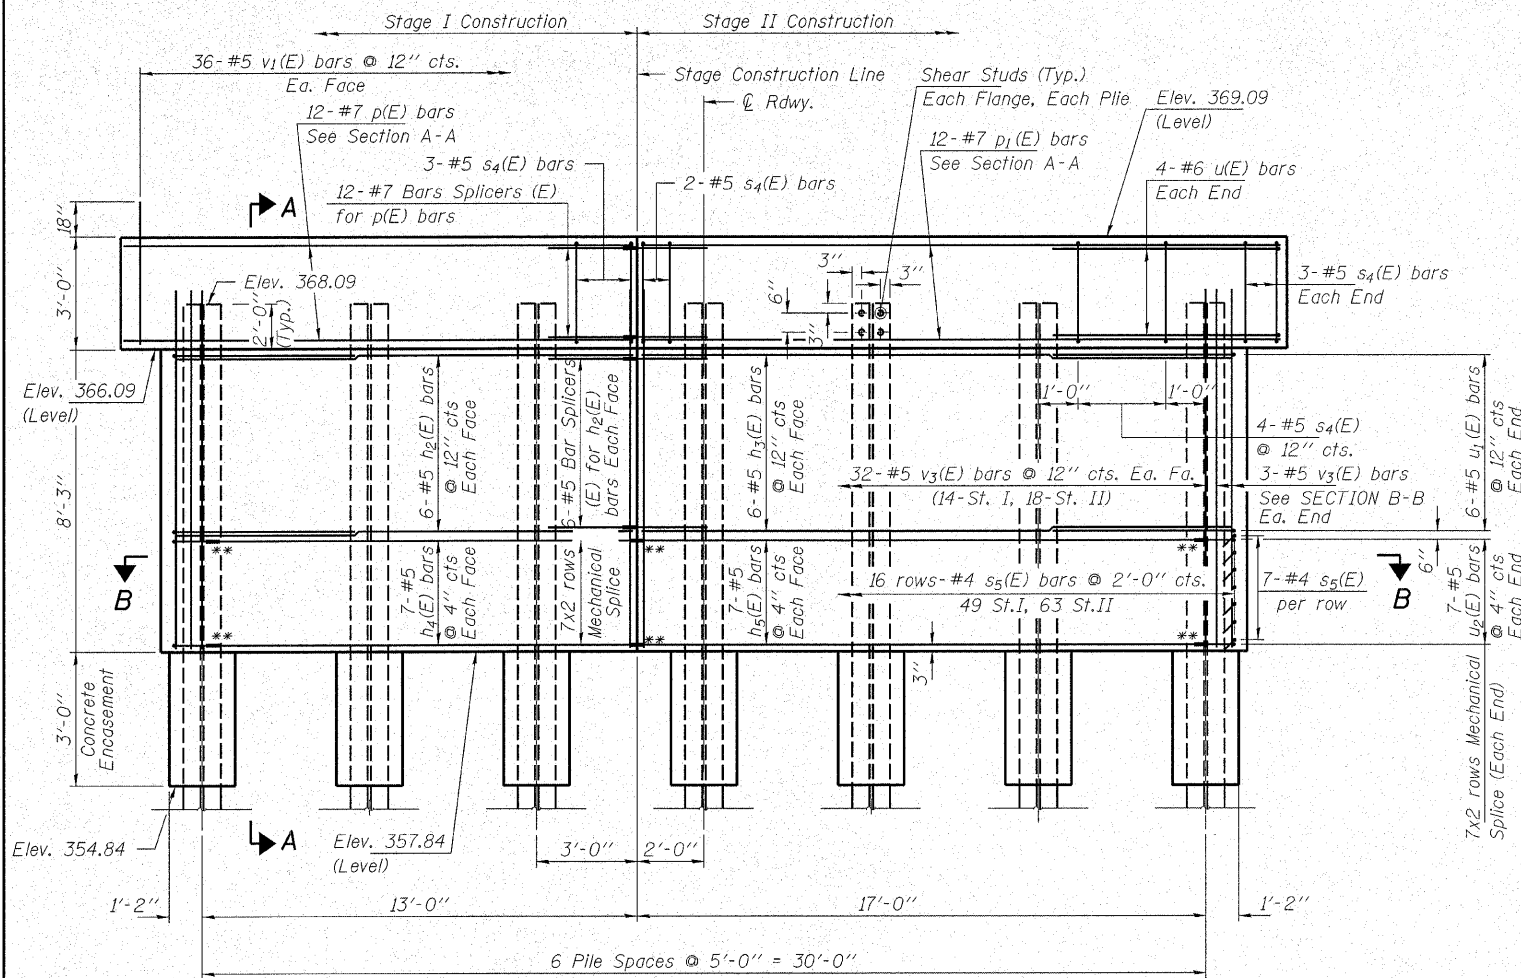 Stage I Construction
Stage II Construction
36-#5 v1(E) bars @ 12" cts.
Ea. Face
Stage Construction Line
℄ Rdwy.
Shear Studs (Typ.)
Each Flange, Each Plie
Elev. 369.09
(Level)
12-#7 p(E) bars
See Section A-A
12-#7 p1(E) bars
See Section A-A
3-#5 s4(E) bars
2-#5 s4(E) bars
4-#6 u(E) bars
Each End
12-#7 Bars Splicers (E)
for p(E) bars
A
18"
3'-0"
Elev. 368.09
2'-0"
(Typ.)
3"
3"
6"
3"
3-#5 s4(E) bars
Each End
Elev. 366.09
(Level)
8'-3"
6-#5 h2(E) bars
@ 12" cts
Each Face
6-#5 Bar Splicers
(E) for h2(E)
bars Each Face
6-#5 h3(E) bars
@ 12" cts
Each Face
1'-0"
1'-0"
4-#5 s4(E)
@ 12" cts.
32-#5 v3(E) bars @ 12" cts. Ea. Fa.
(14-St. I, 18-St. II)
3-#5 v3(E) bars
See SECTION B-B
Ea. End
6-#5 u1(E) bars
@ 12" cts
Each End
6"
**
**
**
B
B
7-#5
h4(E) bars
@ 4" cts
Each Face
7x2 rows
Mechanical
Splice
7-#5
h5(E) bars
@ 4" cts
Each Face
16 rows-#4 s5(E) bars @ 2'-0" cts.
49 St.I, 63 St.II
7-#4 s5(E)
per row
7-#5
u2(E) bars
@ 4" cts
Each End
**
**
**
3"
3'-0"
Concrete
Encasement
7x2 rows Mechanical
Splice (Each End)
Elev. 354.84
A
Elev. 357.84
(Level)
3'-0"
2'-0"
1'-2"
13'-0"
17'-0"
1'-2"
6 Pile Spaces @ 5'-0" = 30'-0"